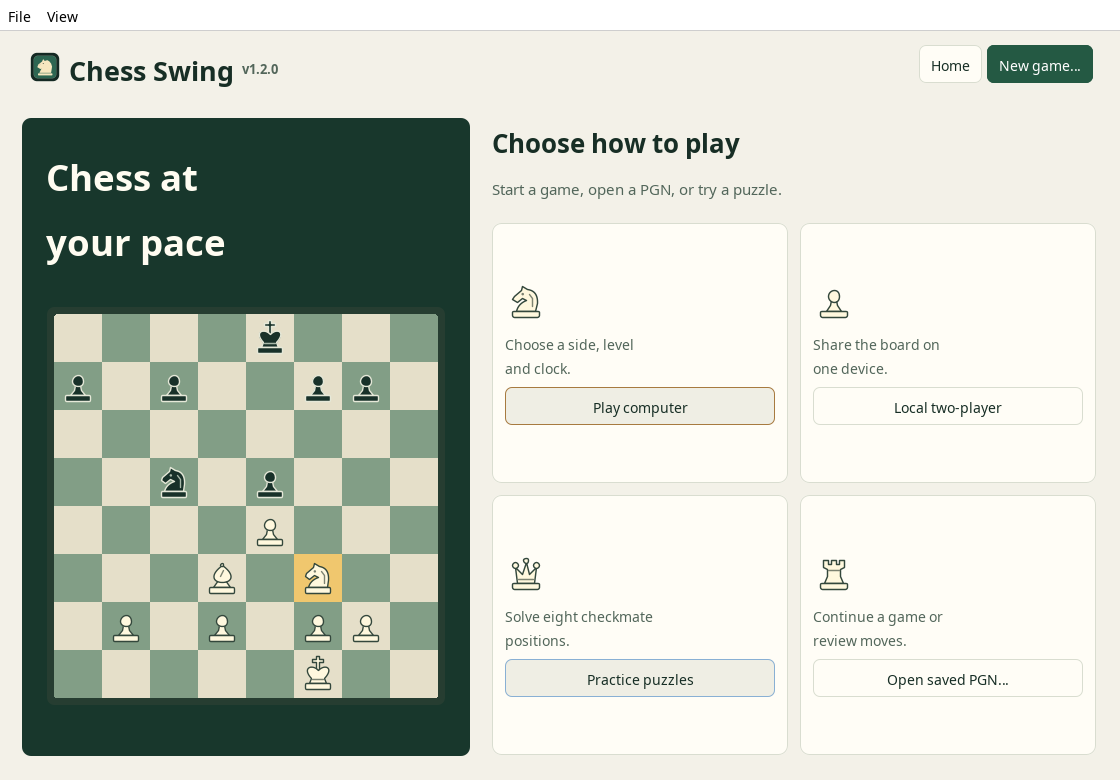 File View
Chess Swing v1.2.0
Home New game...
Chess at
your pace
Choose how to play
Start a game, open a PGN, or try a puzzle.
Choose a side, level
and clock.
Play computer
Share the board on
one device.
Local two-player
Solve eight checkmate
positions.
Practice puzzles
Continue a game or
review moves.
Open saved PGN...